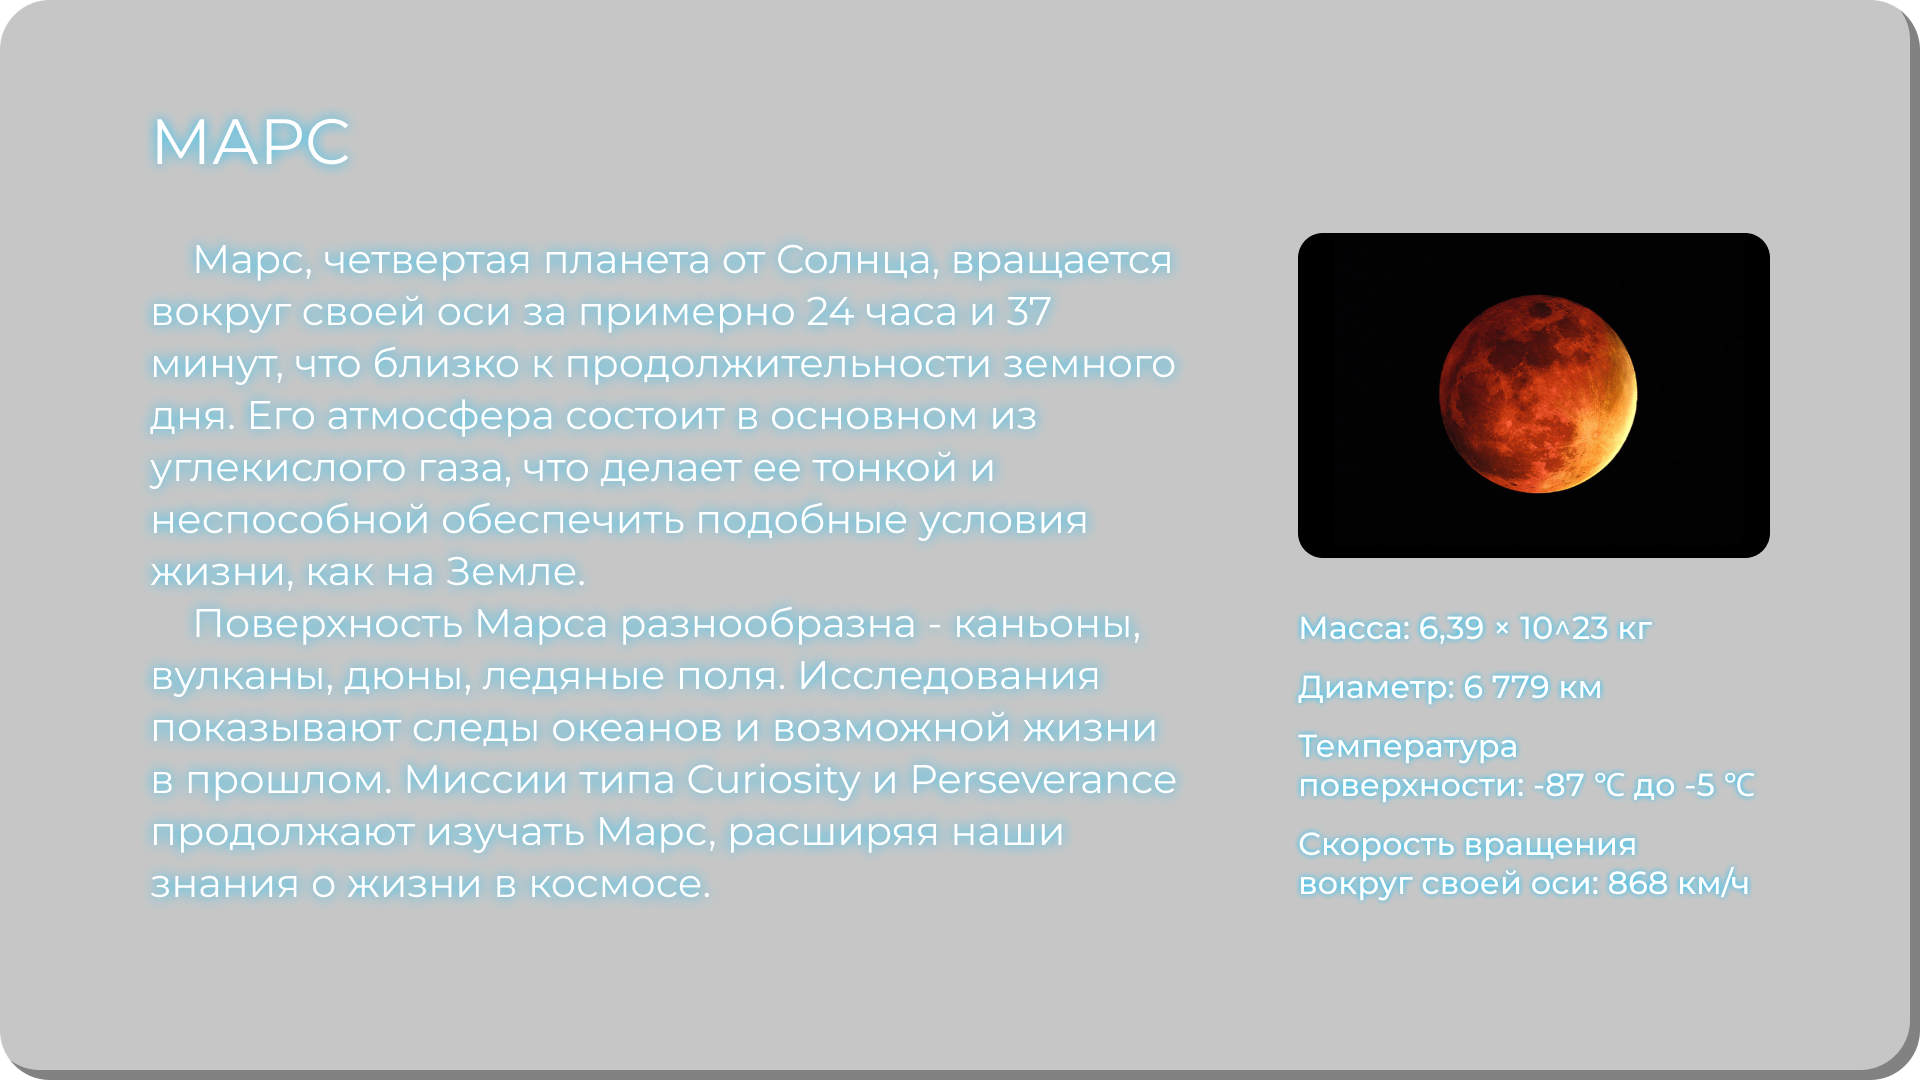 МАРС
Марс, четвертая планета от Солнца, вращается
вокруг своей оси за примерно 24 часа и 37
минут, что близко к продолжительности земного
дня. Его атмосфера состоит в основном из
углекислого газа, что делает ее тонкой и
неспособной обеспечить подобные условия
жизни, как на Земле.
Поверхность Марса разнообразна - каньоны,
вулканы, дюны, ледяные поля. Исследования
показывают следы океанов и возможной жизни
в прошлом. Миссии типа Curiosity и Perseverance
продолжают изучать Марс, расширяя наши
знания о жизни в космосе.
Масса: 6,39 × 10^23 кг
Диаметр: 6 779 км
Температура
поверхности: -87 ℃ до -5 ℃
Скорость вращения
вокруг своей оси: 868 км/ч